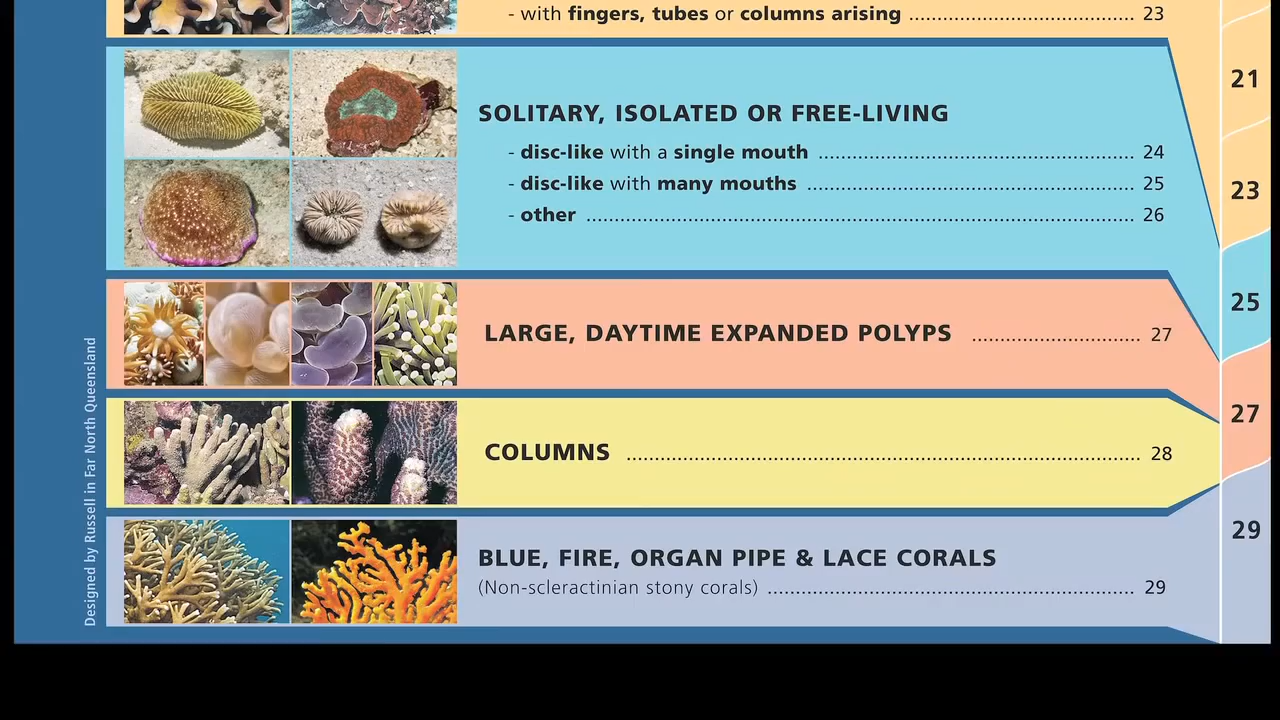 - with fingers, tubes or columns arising ........................................ 23
SOLITARY, ISOLATED OR FREE-LIVING
- disc-like with a single mouth ........................................................ 24
- disc-like with many mouths .......................................................... 25
- other ................................................................................................. 26
LARGE, DAYTIME EXPANDED POLYPS .............................. 27
COLUMNS ............................................................................................ 28
BLUE, FIRE, ORGAN PIPE & LACE CORALS
(Non-scleractinian stony corals) .................................................................. 29
21
23
25
27
29
Designed by Russell in Far North Queensland